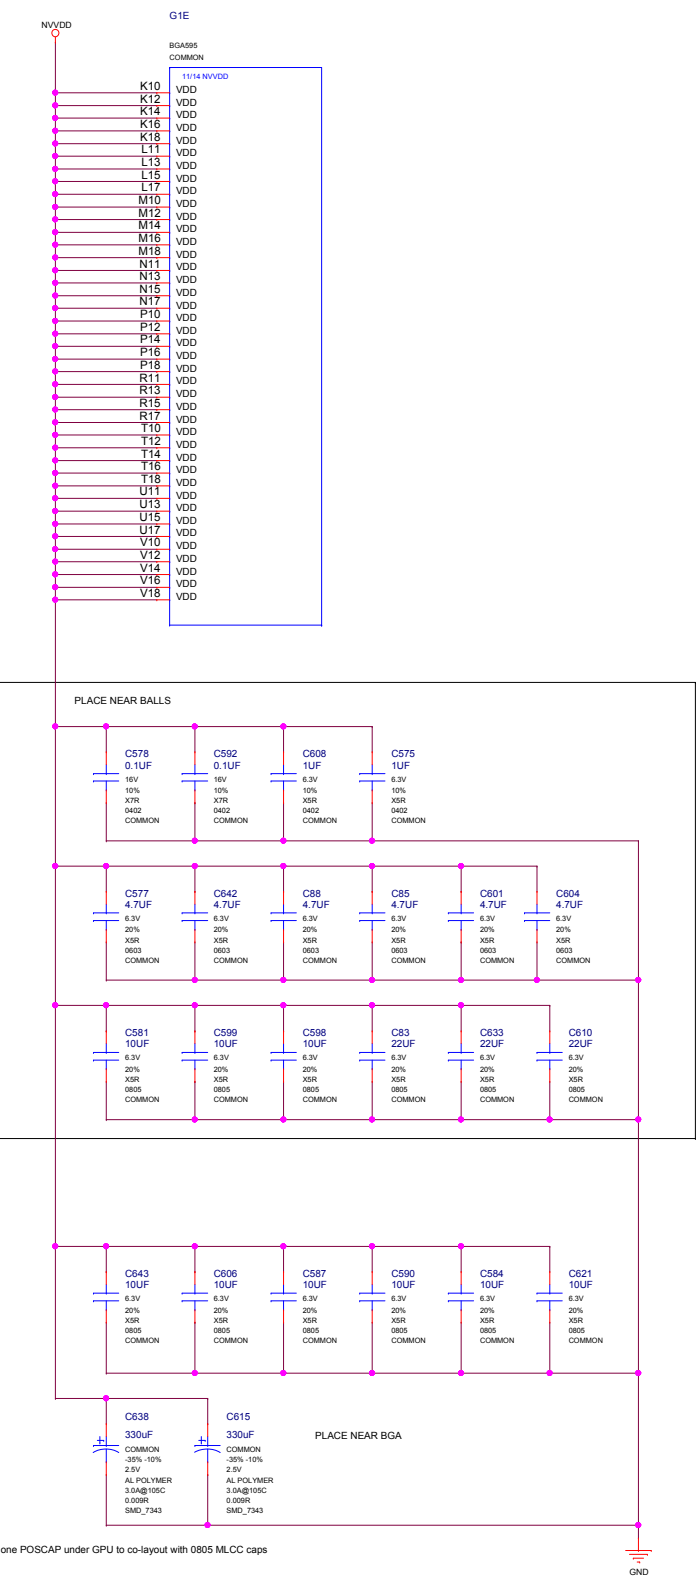 G1E
NVVDD
BGA595
COMMON
11/14 NVVDD
K10 VDD
K12 VDD
K14 VDD
K16 VDD
K18 VDD
L11 VDD
L13 VDD
L15 VDD
L17 VDD
M10 VDD
M12 VDD
M14 VDD
M16 VDD
M18 VDD
N11 VDD
N13 VDD
N15 VDD
N17 VDD
P10 VDD
P12 VDD
P14 VDD
P16 VDD
P18 VDD
R11 VDD
R13 VDD
R15 VDD
R17 VDD
T10 VDD
T12 VDD
T14 VDD
T16 VDD
T18 VDD
U11 VDD
U13 VDD
U15 VDD
U17 VDD
V10 VDD
V12 VDD
V14 VDD
V16 VDD
V18 VDD
PLACE NEAR BALLS
C578 C592 C608 C575
0.1UF 0.1UF 1UF 1UF
16V 16V 6.3V 6.3V
10% 10% 10% 10%
X7R X7R X5R X5R
0402 0402 0402 0402
COMMON COMMON COMMON COMMON
C577 C642 C88 C85 C601 C604
4.7UF 4.7UF 4.7UF 4.7UF 4.7UF 4.7UF
6.3V 6.3V 6.3V 6.3V 6.3V 6.3V
20% 20% 20% 20% 20% 20%
X5R X5R X5R X5R X5R X5R
0603 0603 0603 0603 0603 0603
COMMON COMMON COMMON COMMON COMMON COMMON
C581 C599 C598 C83 C633 C610
10UF 10UF 10UF 22UF 22UF 22UF
6.3V 6.3V 6.3V 6.3V 6.3V 6.3V
20% 20% 20% 20% 20% 20%
X5R X5R X5R X5R X5R X5R
0805 0805 0805 0805 0805 0805
COMMON COMMON COMMON COMMON COMMON COMMON
C643 C606 C587 C590 C584 C621
10UF 10UF 10UF 10UF 10UF 10UF
6.3V 6.3V 6.3V 6.3V 6.3V 6.3V
20% 20% 20% 20% 20% 20%
X5R X5R X5R X5R X5R X5R
0805 0805 0805 0805 0805 0805
COMMON COMMON COMMON COMMON COMMON COMMON
C638 C615
330uF 330uF PLACE NEAR BGA
COMMON COMMON
-35% -10% -35% -10%
2.5V 2.5V
AL POLYMER AL POLYMER
3.0A@105C 3.0A@105C
0.009R 0.009R
SMD_7343 SMD_7343
one POSCAP under GPU to co-layout with 0805 MLCC caps
GND